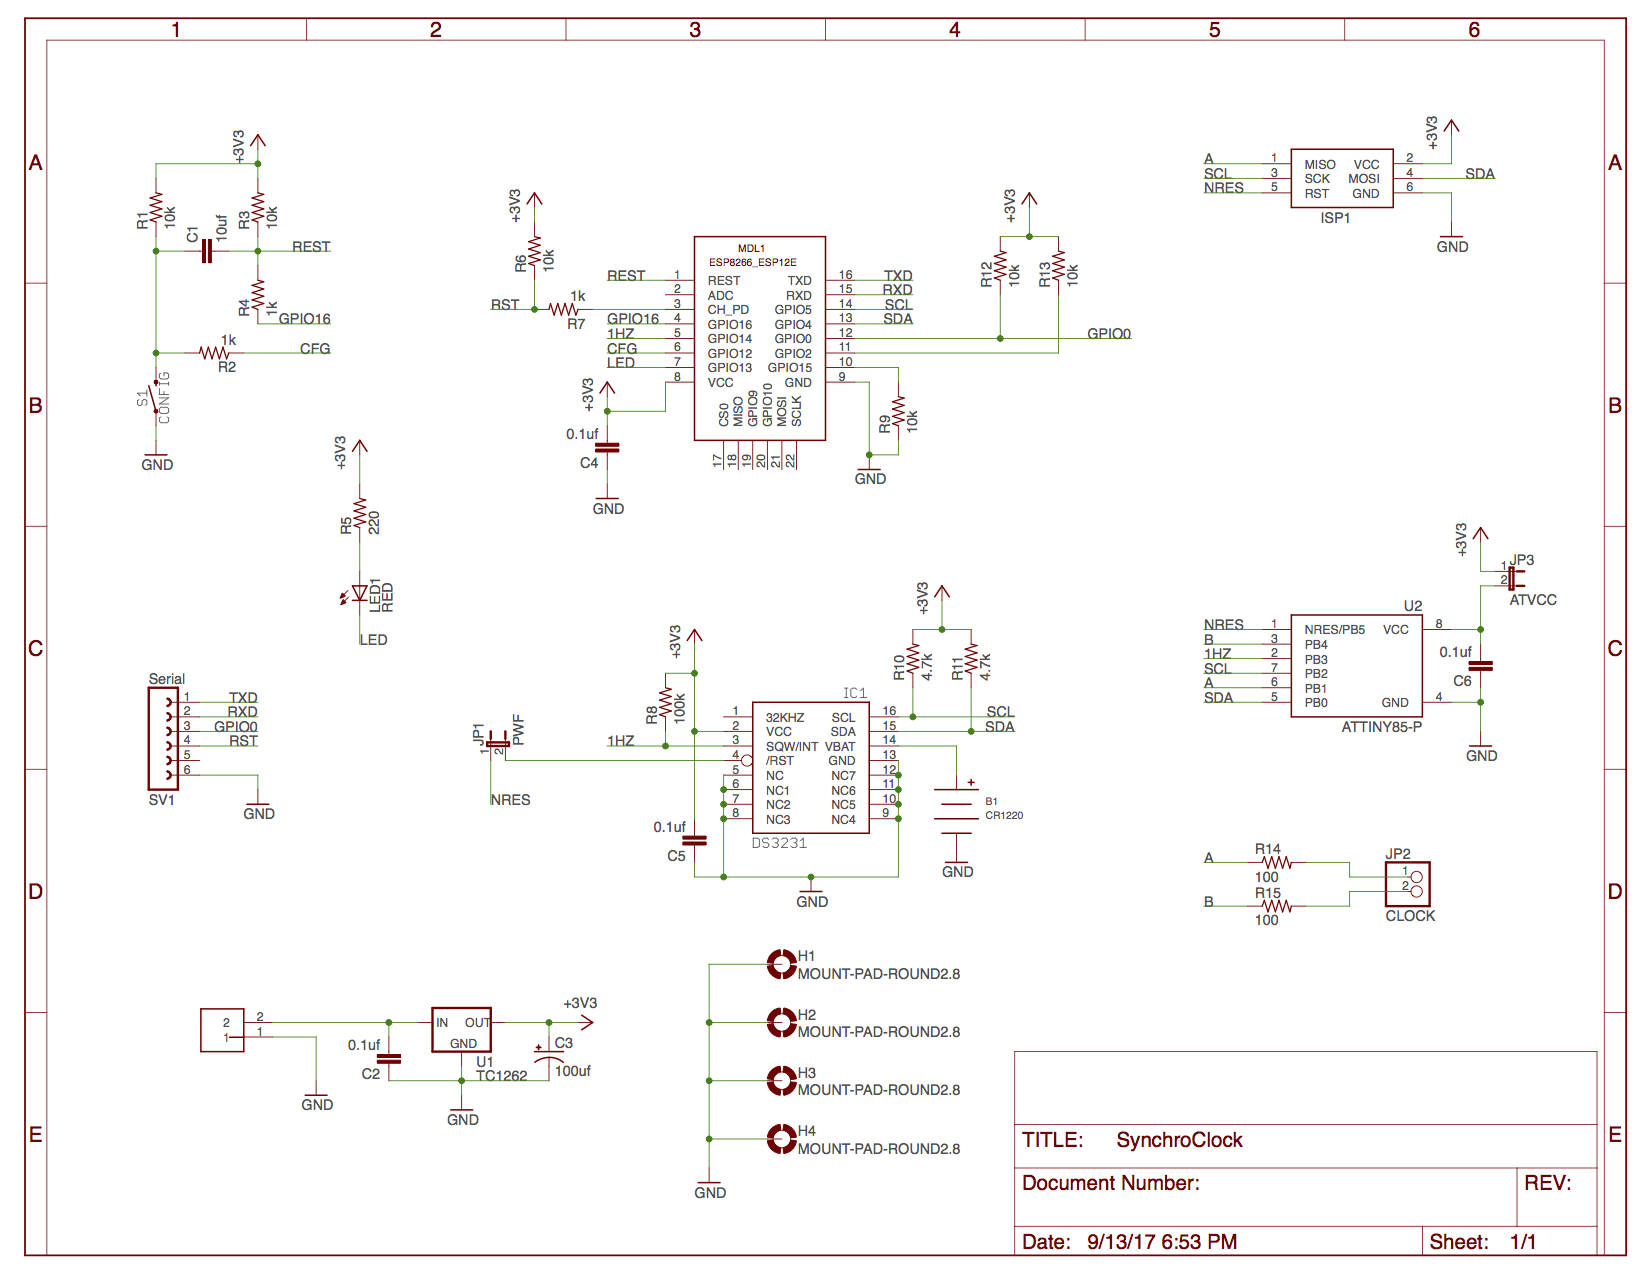 1 2 3 4 5 6
A A
B B
C C
D D
E E
+3V3
R1 10k
C1 10uf
R3 10k
REST
R4 1k
GPIO16
1k
R2
CFG
S1 CONFIG
GND
+3V3
R5 220
LED1 RED
LED
+3V3
R6 10k
RST
1k
R7
MDL1
ESP8266_ESP12E
REST 1 REST TXD 16 TXD
2 ADC RXD 15 RXD
3 CH_PD GPIO5 14 SCL
GPIO16 4 GPIO16 GPIO4 13 SDA
1HZ 5 GPIO14 GPIO0 12
CFG 6 GPIO12 GPIO2 11
LED 7 GPIO13 GPIO15 10
8 VCC GND 9
CS0 MISO GPIO9 GPIO10 MOSI SCLK
17 18 19 20 21 22
+3V3
0.1uf
C4
GND
R9 10k
GND
+3V3
R12 10k
R13 10k
GPIO0
+3V3
A 1 MISO VCC 2
SCL 3 SCK MOSI 4 SDA
NRES 5 RST GND 6
ISP1
GND
Serial
1 TXD
2 RXD
3 GPIO0
4 RST
5
6
SV1
GND
JP1 PWF
1 2
NRES
+3V3
R8 100k
1HZ
0.1uf
C5
IC1
1 32KHZ SCL 16 SCL
2 VCC SDA 15 SDA
3 SQW/INT VBAT 14
4 /RST GND 13
5 NC NC7 12
6 NC1 NC6 11
7 NC2 NC5 10
8 NC3 NC4 9
DS3231
GND
+3V3
R10 4.7k
R11 4.7k
+
B1
CR1220
GND
+3V3
JP3
1
2
ATVCC
U2
NRES 1 NRES/PB5 VCC 8
B 3 PB4
1HZ 2 PB3
SCL 7 PB2
A 6 PB1 GND 4
SDA 5 PB0
ATTINY85-P
0.1uf
C6
GND
A R14
100
B R15
100
JP2
1
2
CLOCK
2 2
1 1
GND
0.1uf
C2
IN OUT
GND
U1
TC1262
GND
+3V3
+ C3
100uf
H1
MOUNT-PAD-ROUND2.8
H2
MOUNT-PAD-ROUND2.8
H3
MOUNT-PAD-ROUND2.8
H4
MOUNT-PAD-ROUND2.8
GND
TITLE: SynchroClock
Document Number: REV:
Date: 9/13/17 6:53 PM Sheet: 1/1